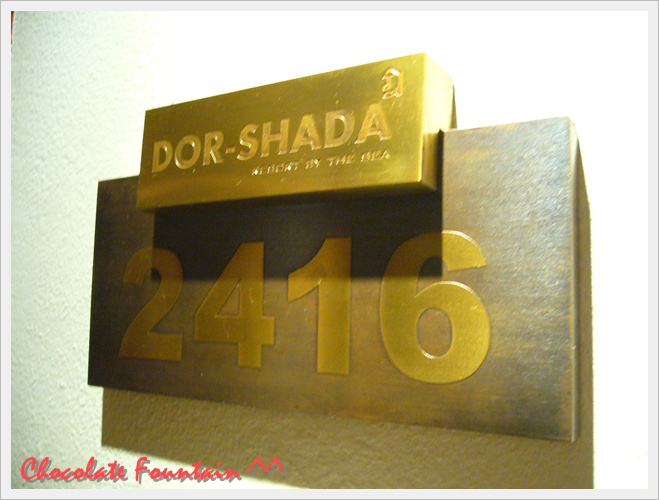 DOR-SHADA
RESORT BY THE SEA
2416
Chocolate Fountain ^^